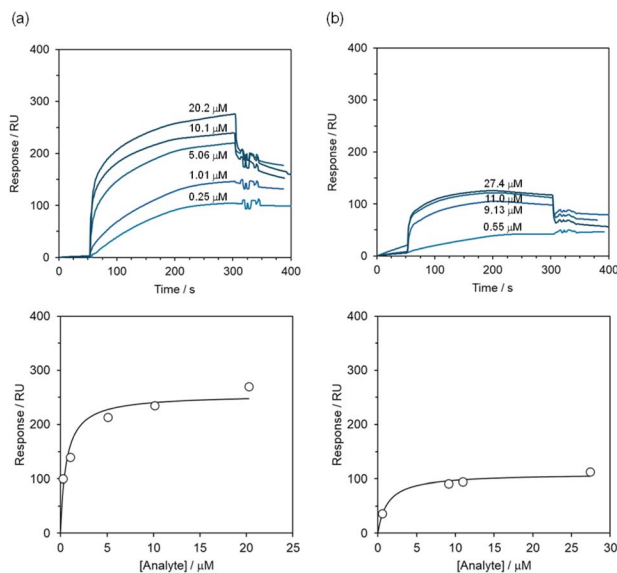 (a)
(b)
400
300
200
100
0
Response / RU
20.2 µM
10.1 µM
5.06 µM
1.01 µM
0.25 µM
0 100 200 300 400
Time / s
400
300
200
100
0
Response / RU
27.4 µM
11.0 µM
9.13 µM
0.55 µM
0 100 200 300 400
Time / s
400
300
200
100
0
Response / RU
0 5 10 15 20 25
[Analyte] / µM
400
300
200
100
0
Response / RU
0 5 10 15 20 25 30
[Analyte] / µM